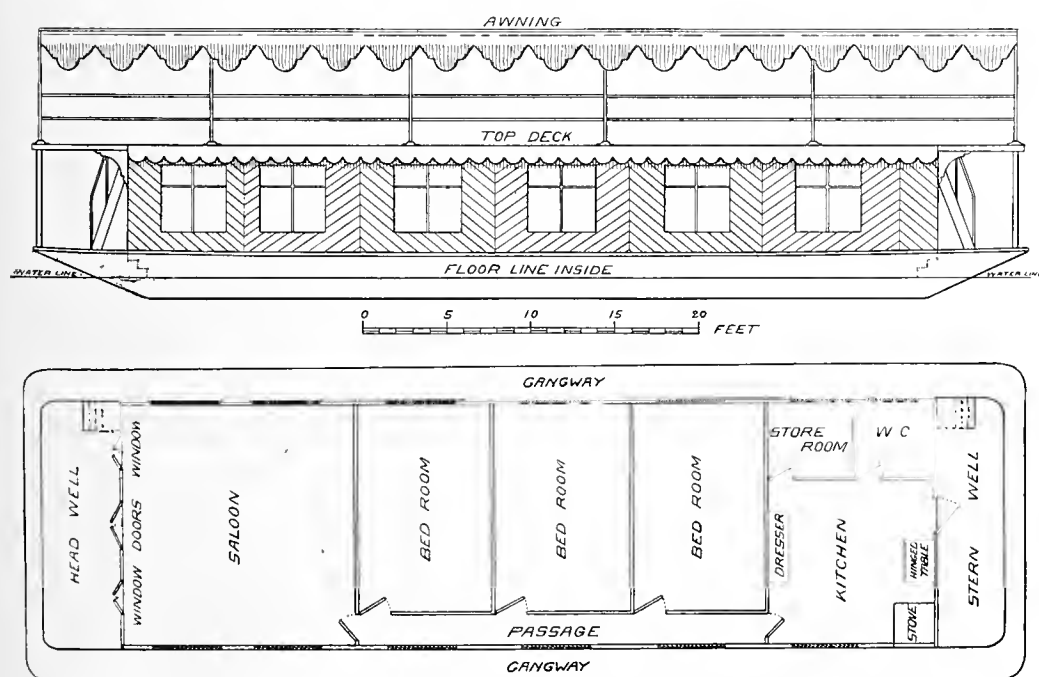 AWNING
TOP DECK
WATER LINE
FLOOR LINE INSIDE
WATER LINE
0 5 10 15 20
FEET
GANGWAY
HEAD WELL
WINDOW DOORS WINDOW
SALOON
BED ROOM
BED ROOM
BED ROOM
STORE
ROOM
W C
DRESSER
KITCHEN
HINGED
TABLE
STOVE
STERN WELL
PASSAGE
GANGWAY